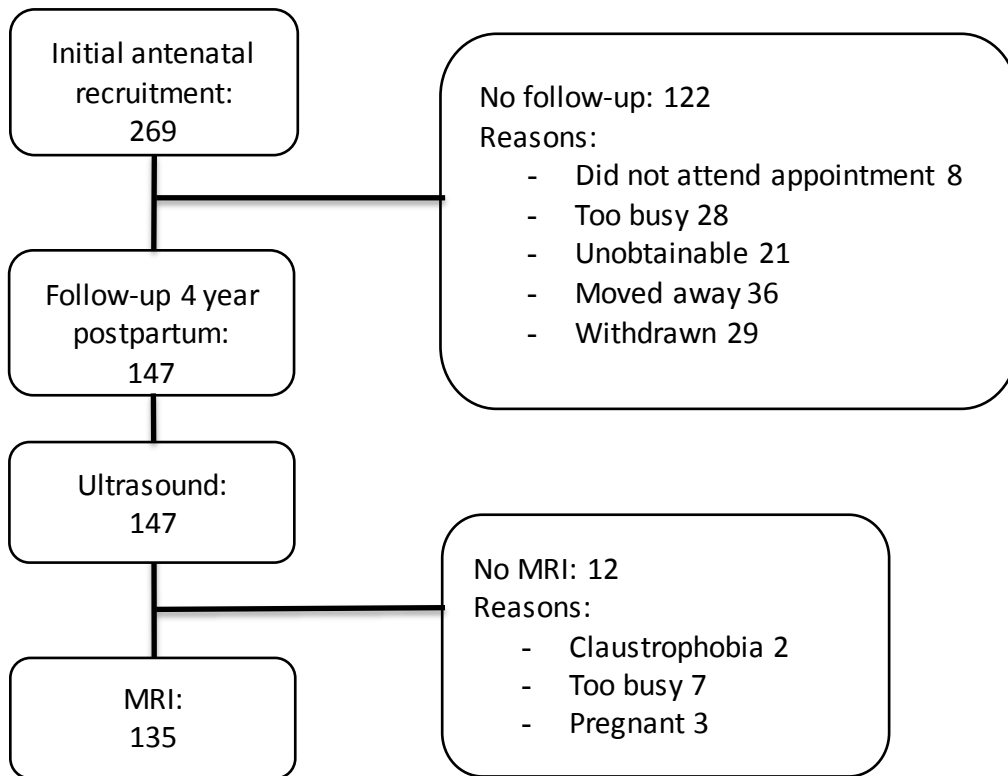 Initial antenatal
recruitment:
269
No follow-up: 122
Reasons:
- Did not attend appointment 8
- Too busy 28
- Unobtainable 21
- Moved away 36
- Withdrawn 29
Follow-up 4 year
postpartum:
147
Ultrasound:
147
No MRI: 12
Reasons:
- Claustrophobia 2
- Too busy 7
- Pregnant 3
MRI:
135